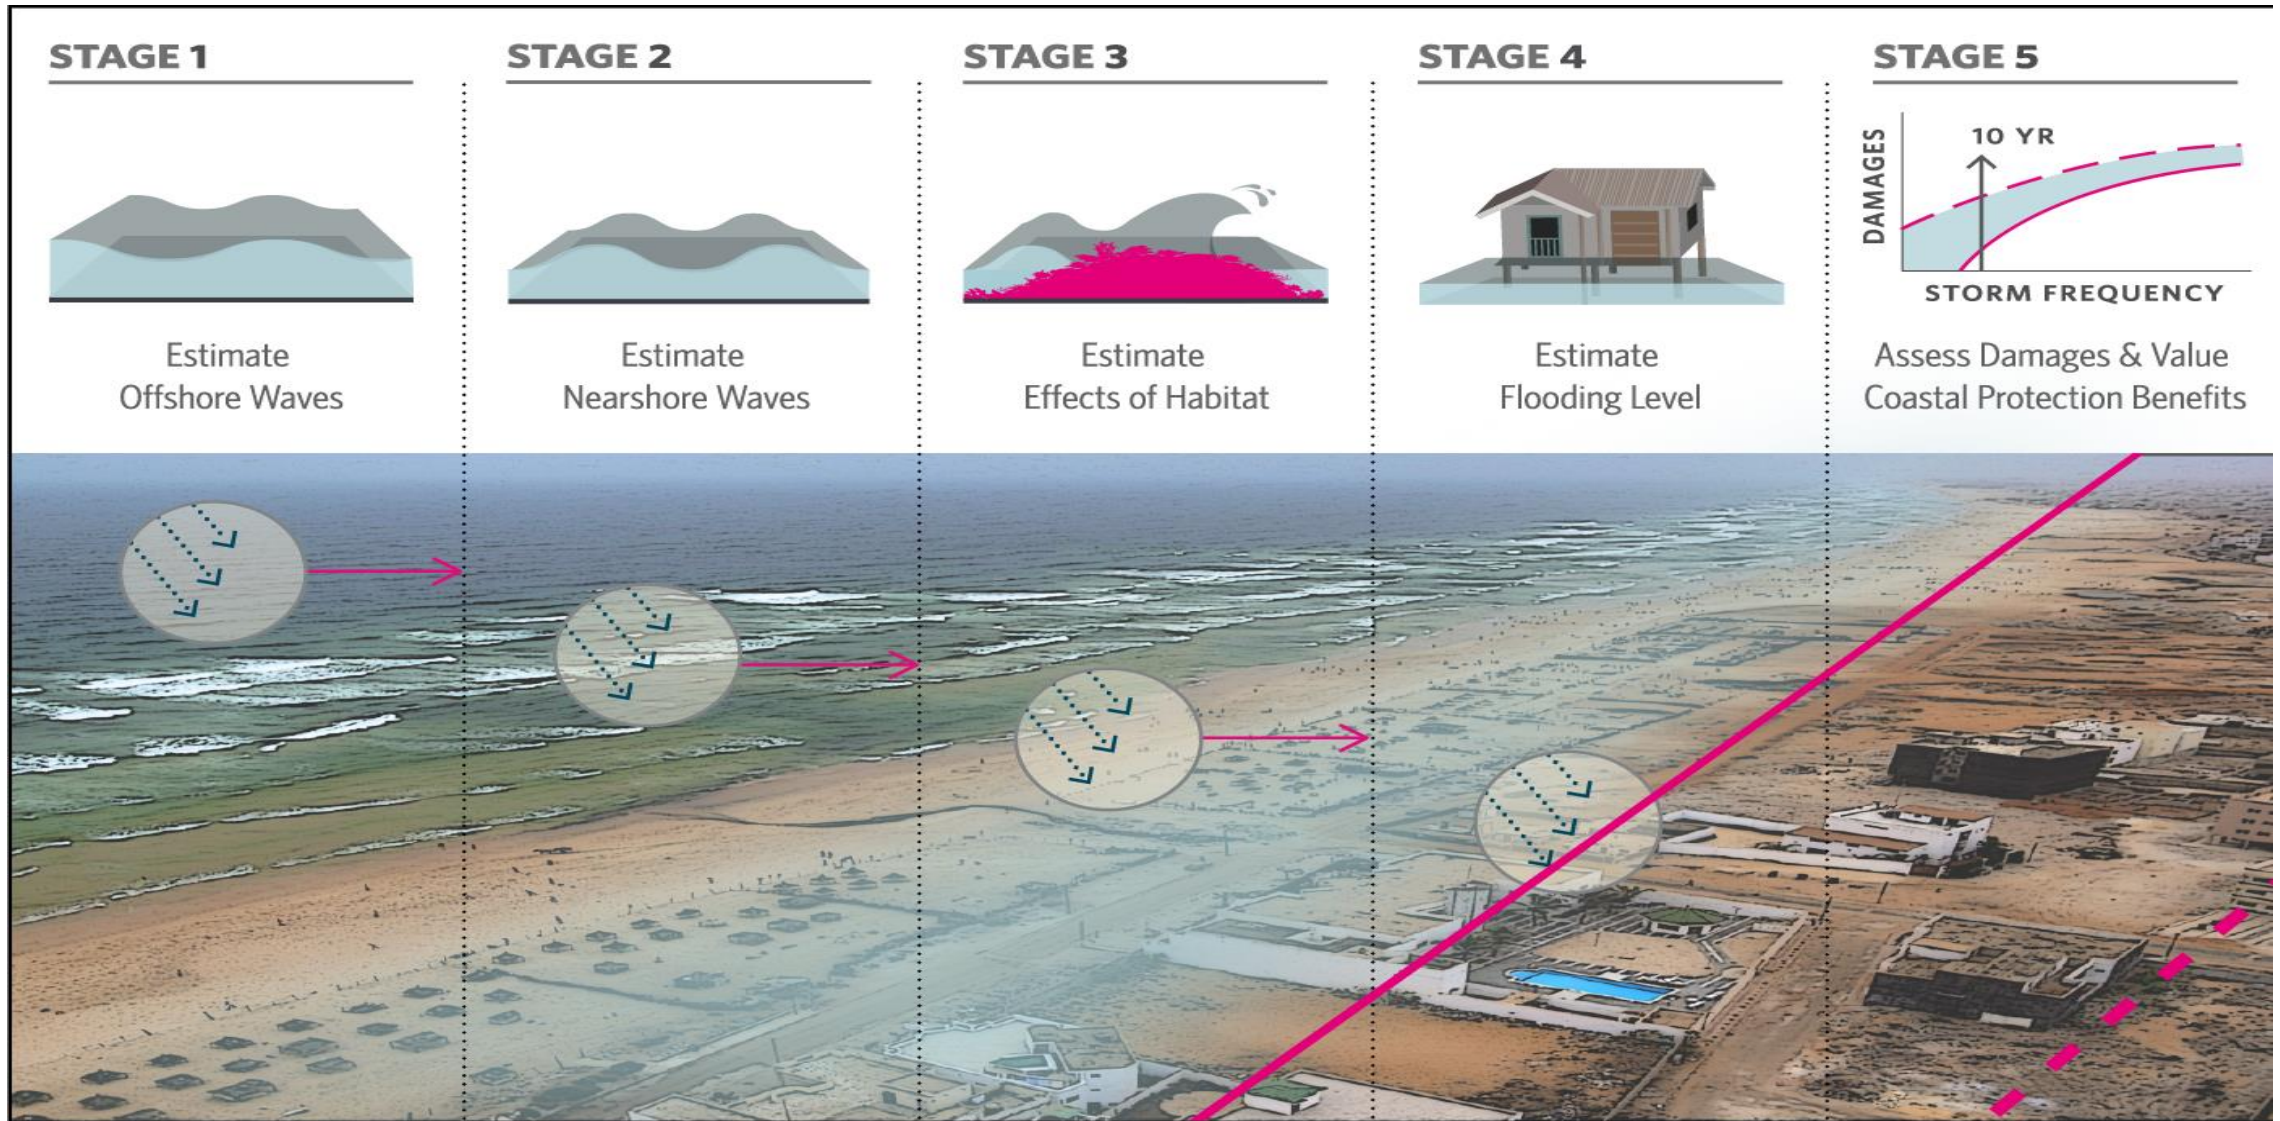 STAGE 1
Estimate
Offshore Waves
STAGE 2
Estimate
Nearshore Waves
STAGE 3
Estimate
Effects of Habitat
STAGE 4
Estimate
Flooding Level
STAGE 5
DAMAGES
10 YR
STORM FREQUENCY
Assess Damages & Value
Coastal Protection Benefits